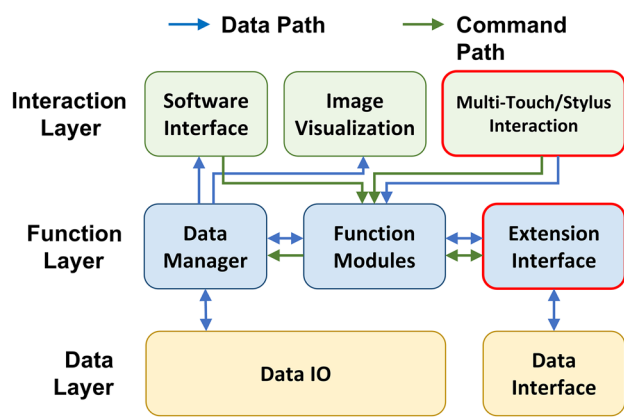 Data Path
Command
Path
Interaction
Layer
Software
Interface
Image
Visualization
Multi-Touch/Stylus
Interaction
Function
Layer
Data
Manager
Function
Modules
Extension
Interface
Data
Layer
Data IO
Data
Interface